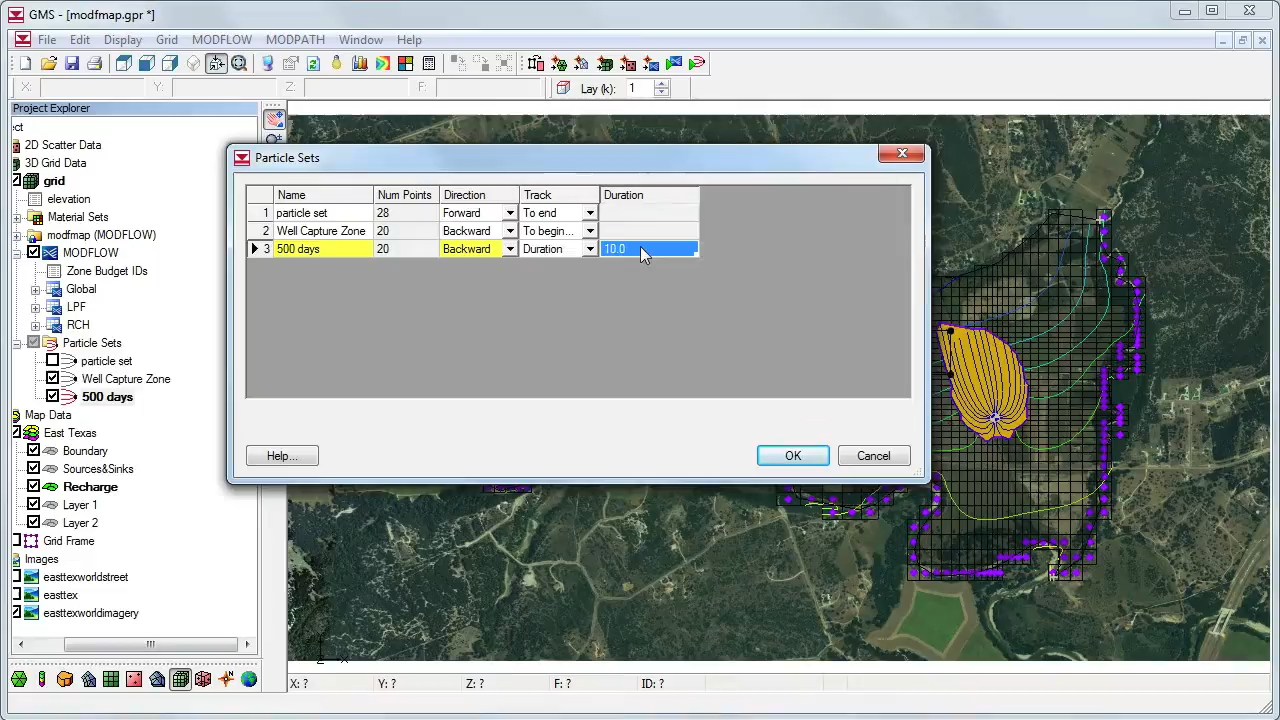 GMS - [modfmap.gpr *]
File Edit Display Grid MODFLOW MODPATH Window Help
X: Y: Z: F: Lay (k): 1
Project Explorer
ect
2D Scatter Data
3D Grid Data
grid
elevation
Material Sets
modfmap (MODFLOW)
MODFLOW
Zone Budget IDs
Global
LPF
RCH
Particle Sets
particle set
Well Capture Zone
500 days
Map Data
East Texas
Boundary
Sources&Sinks
Recharge
Layer 1
Layer 2
Grid Frame
Images
easttexworldstreet
easttex
easttexworldimagery
Particle Sets
Name Num Points Direction Track Duration
1 particle set 28 Forward To end
2 Well Capture Zone 20 Backward To begin...
3 500 days 20 Backward Duration 10.0
Help... OK Cancel
X: ? Y: ? Z: ? F: ? ID: ?